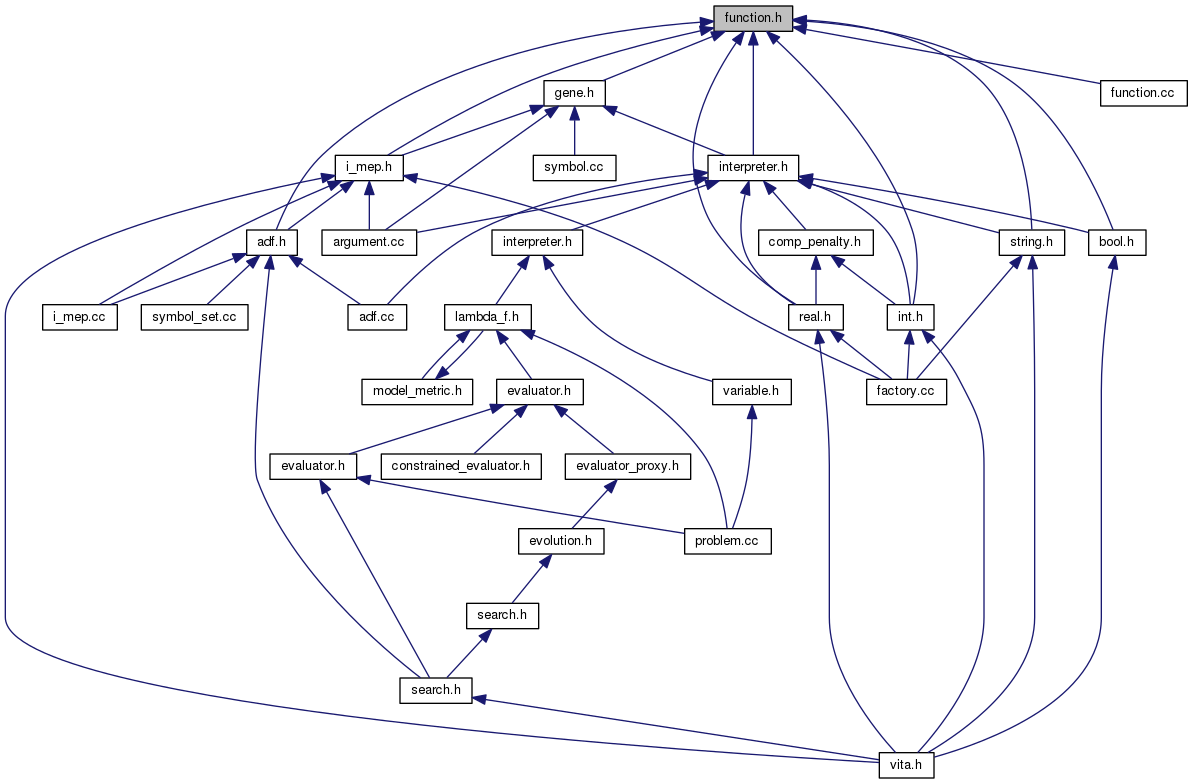 function.h
gene.h
function.cc
i_mep.h
symbol.cc
interpreter.h
adf.h
argument.cc
interpreter.h
comp_penalty.h
string.h
bool.h
i_mep.cc
symbol_set.cc
adf.cc
lambda_f.h
real.h
int.h
model_metric.h
evaluator.h
variable.h
factory.cc
evaluator.h
constrained_evaluator.h
evaluator_proxy.h
evolution.h
problem.cc
search.h
search.h
vita.h